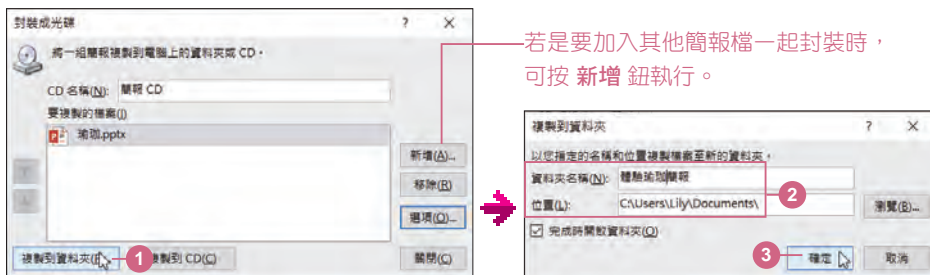 封裝成光碟 ? ×
將一組簡報複製到電腦上的資料夾或 CD。
CD 名稱(N): 簡報 CD
要複製的檔案(I)
瑜珈.pptx
新增(A)...
移除(R)
選項(O)...
複製到資料夾(F) 1 複製到 CD(C) 關閉(C)
若是要加入其他簡報檔一起封裝時，
可按 新增 鈕執行。
複製到資料夾 ? ×
以您指定的名稱和位置複製檔案至新的資料夾。
資料夾名稱(N): 體驗瑜珈簡報
位置(L): C:\Users\Lily\Documents\ 2 瀏覽(B)...
完成時開啟資料夾(O)
3 確定 取消